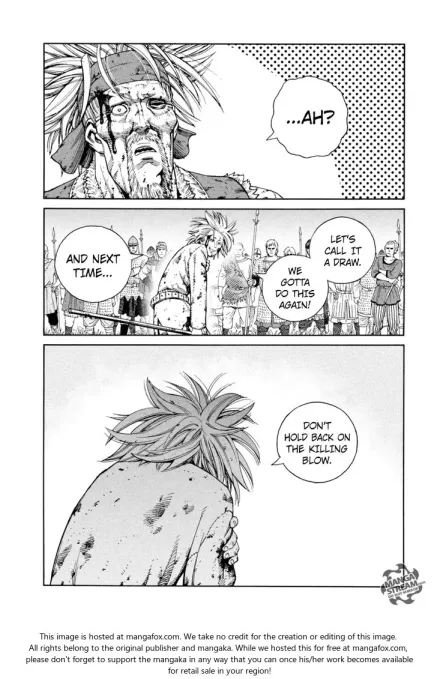 ...AH?
LET'S
CALL IT
A DRAW.
WE
GOTTA
DO THIS
AGAIN!
AND NEXT
TIME...
DON'T
HOLD BACK ON
THE KILLING
BLOW.
MANGA
STREAM
This image is hosted at mangafox.com. We take no credit for the creation or editing of this image.
All rights belong to the original publisher and mangaka. While we hosted this for free at mangafox.com,
please don't forget to support the mangaka in any way that you can once his/her work becomes available
for retail sale in your region!